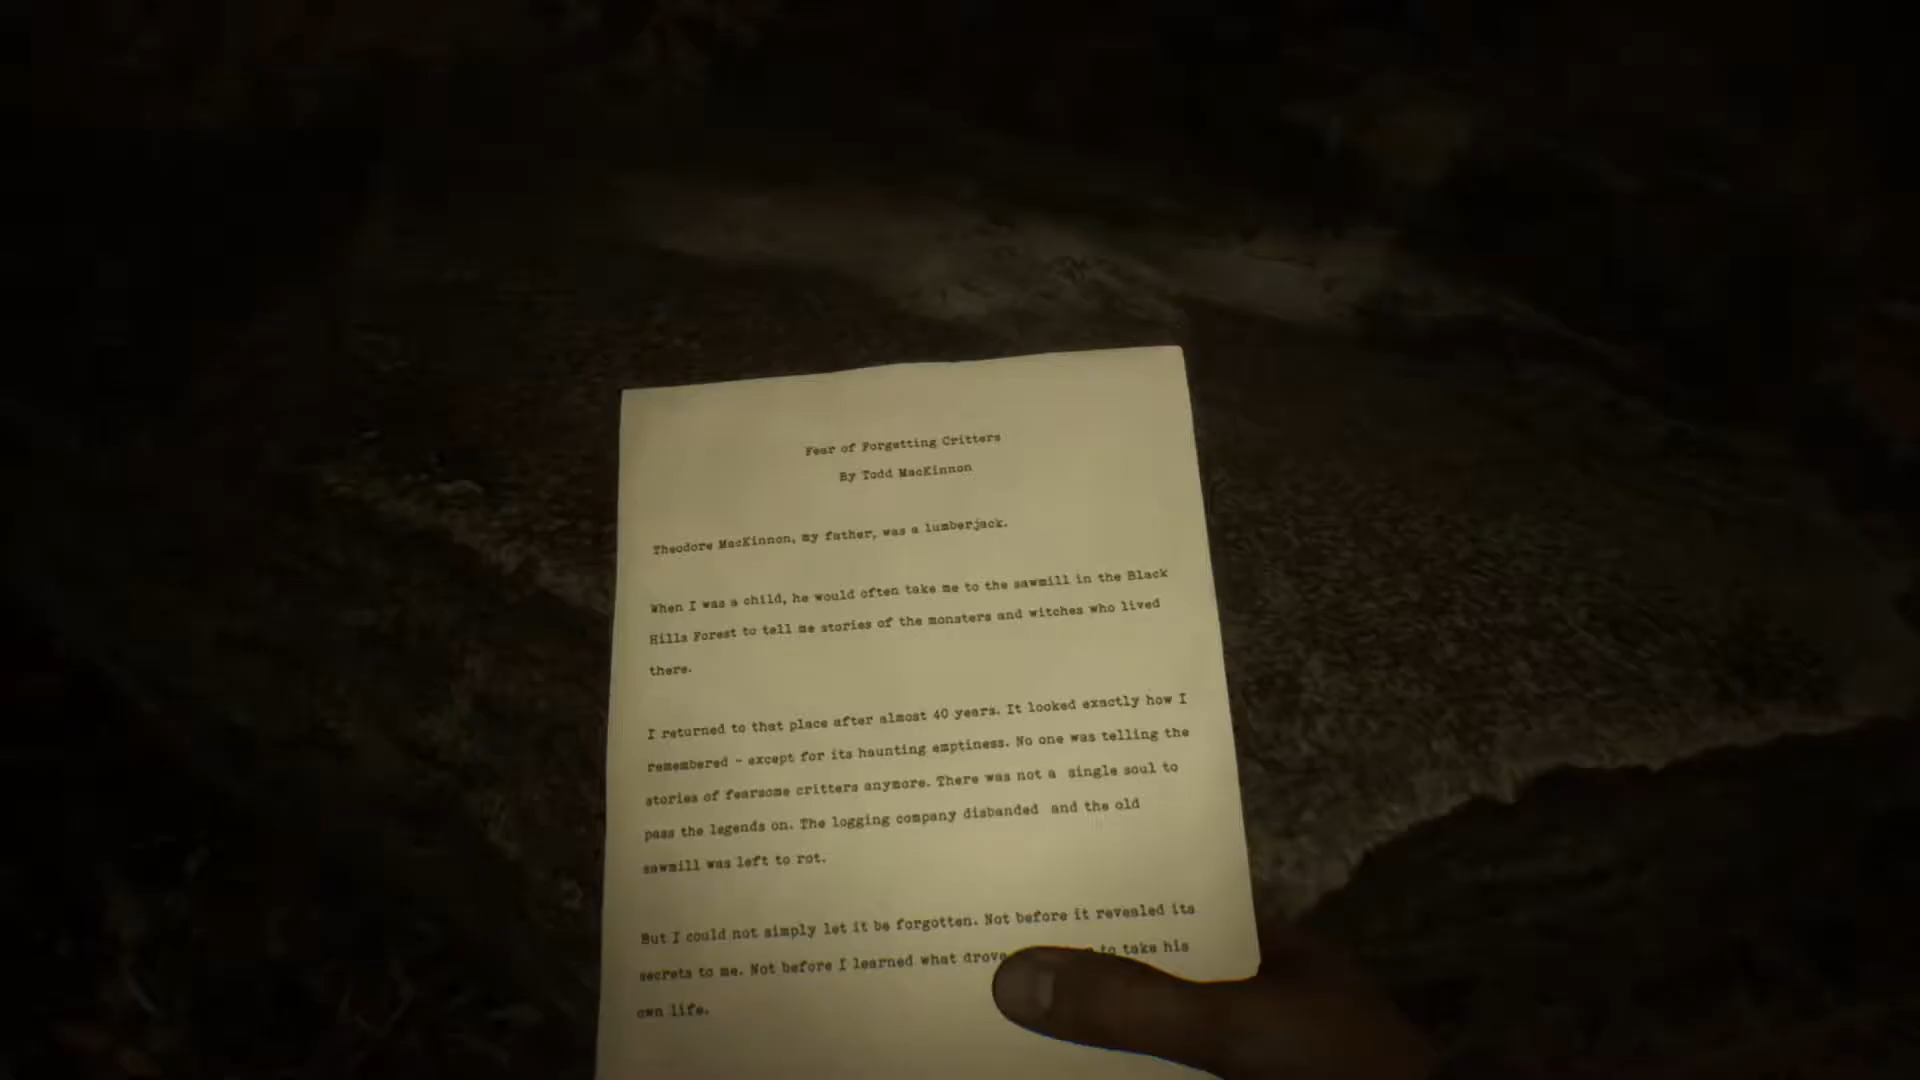 Fear of Forgetting Critters
By Todd MacKinnon
Theodore MacKinnon, my father, was a lumberjack.
When I was a child, he would often take me to the sawmill in the Black
Hills Forest to tell me stories of the monsters and witches who lived
there.
I returned to that place after almost 40 years. It looked exactly how I
remembered - except for its haunting emptiness. No one was telling the
stories of fearsome critters anymore. There was not a single soul to
pass the legends on. The logging company disbanded and the old
sawmill was left to rot.
But I could not simply let it be forgotten. Not before it revealed its
secrets to me. Not before I learned what drove to take his
own life.